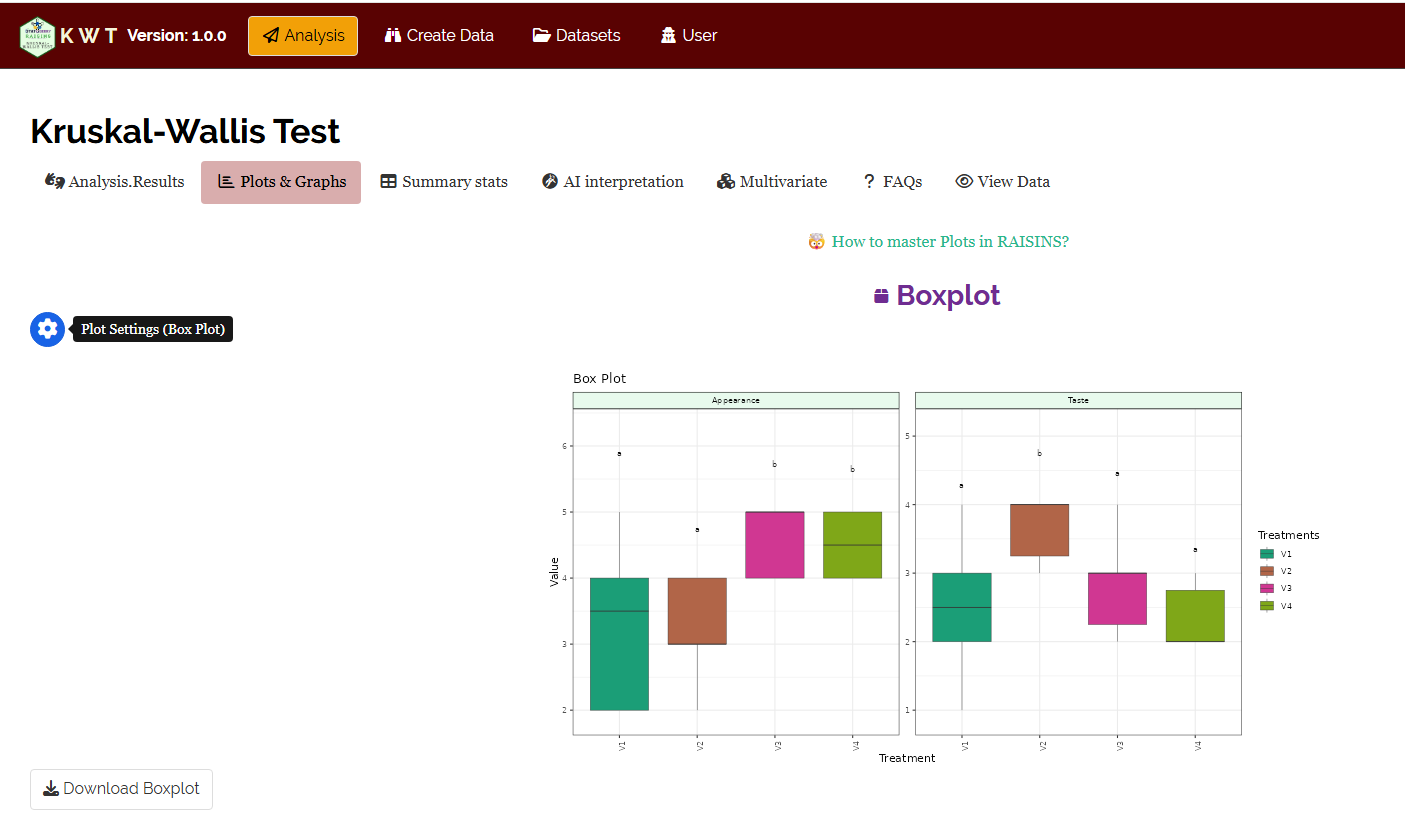 KWT Version: 1.0.0 Analysis Create Data Datasets User
Kruskal-Wallis Test
Analysis.Results Plots & Graphs Summary stats AI interpretation Multivariate ? FAQs View Data
🤯 How to master Plots in RAISINS?
Boxplot
Plot Settings (Box Plot)
Box Plot
Appearance
Taste
Value
6
5
4
3
2
a
a
b
b
V1
V2
V3
V4
5
4
3
2
1
a
b
a
a
V1
V2
V3
V4
Treatment
Treatments
V1
V2
V3
V4
Download Boxplot